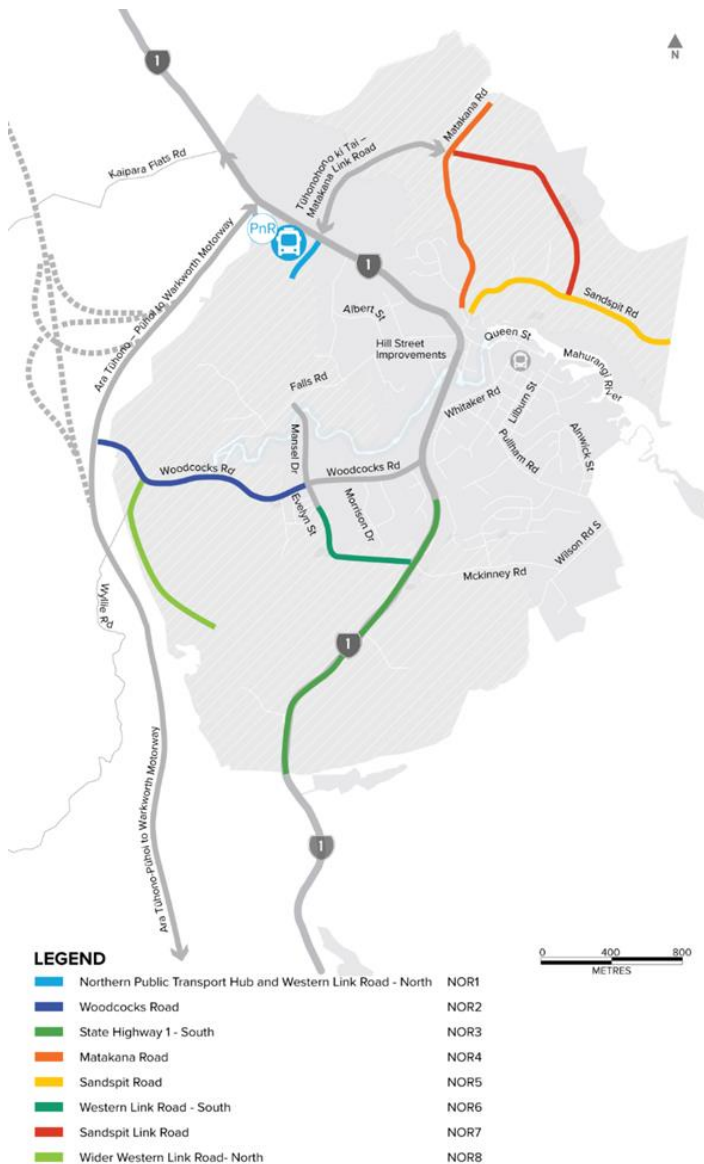 1
N
Matakana Rd
Kaipara Flats Rd
Tūhonohono ki Tai –
Matakana Link Road
PnR
1
Ara Tūhono – Pūhoi to Warkworth Motorway
Sandspit Rd
Albert St
Hill Street
Improvements
Queen St
Mahurangi
River
Falls Rd
Whitaker Rd
Lilburn St
Pullham Rd
Alnwick St
Mansel Dr
Woodcocks Rd
Woodcocks Rd
Evelyn St
Morrison Dr
Wilson Rd S
Mckinney Rd
Wyllie Rd
1
Ara Tūhono-Pūhoi to Warkworth Motorway
1
LEGEND
0 400 800
METRES
Northern Public Transport Hub and Western Link Road - North NOR1
Woodcocks Road NOR2
State Highway 1 - South NOR3
Matakana Road NOR4
Sandspit Road NOR5
Western Link Road - South NOR6
Sandspit Link Road NOR7
Wider Western Link Road- North NOR8